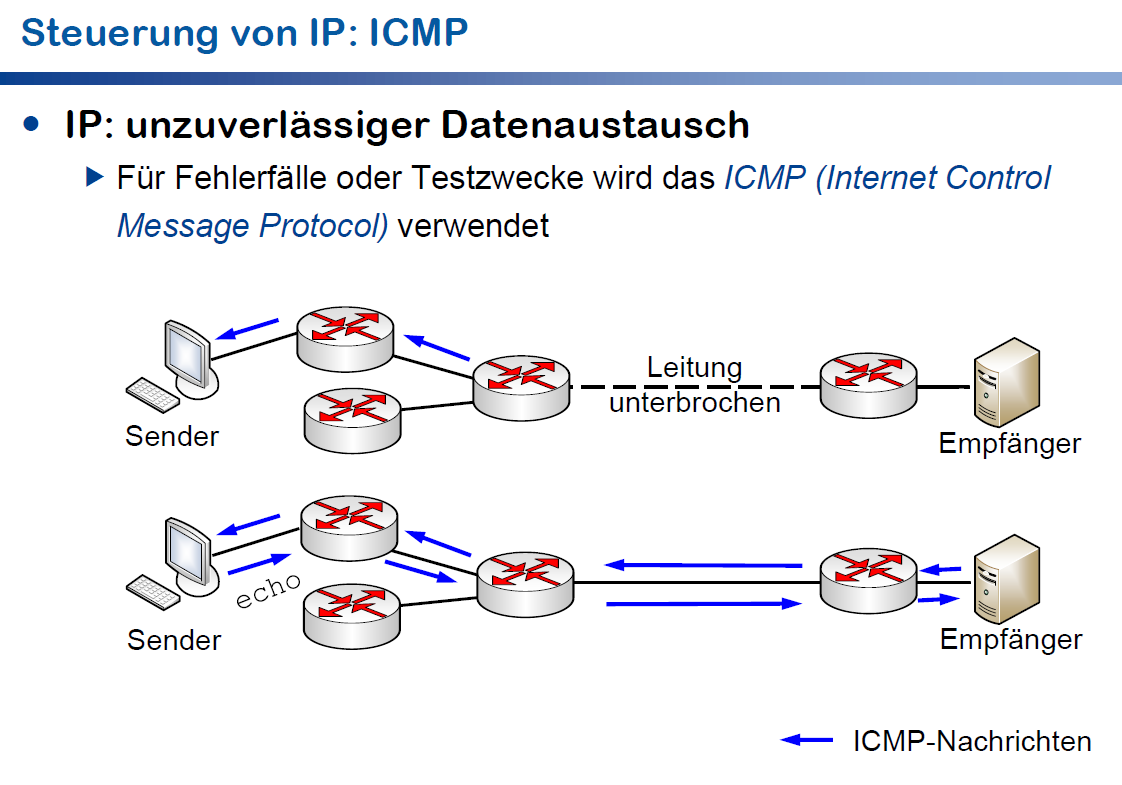 Steuerung von IP: ICMP
IP: unzuverlässiger Datenaustausch
Für Fehlerfälle oder Testzwecke wird das ICMP (Internet Control
Message Protocol) verwendet
Leitung
unterbrochen
Sender
Empfänger
echo
Sender
Empfänger
ICMP-Nachrichten